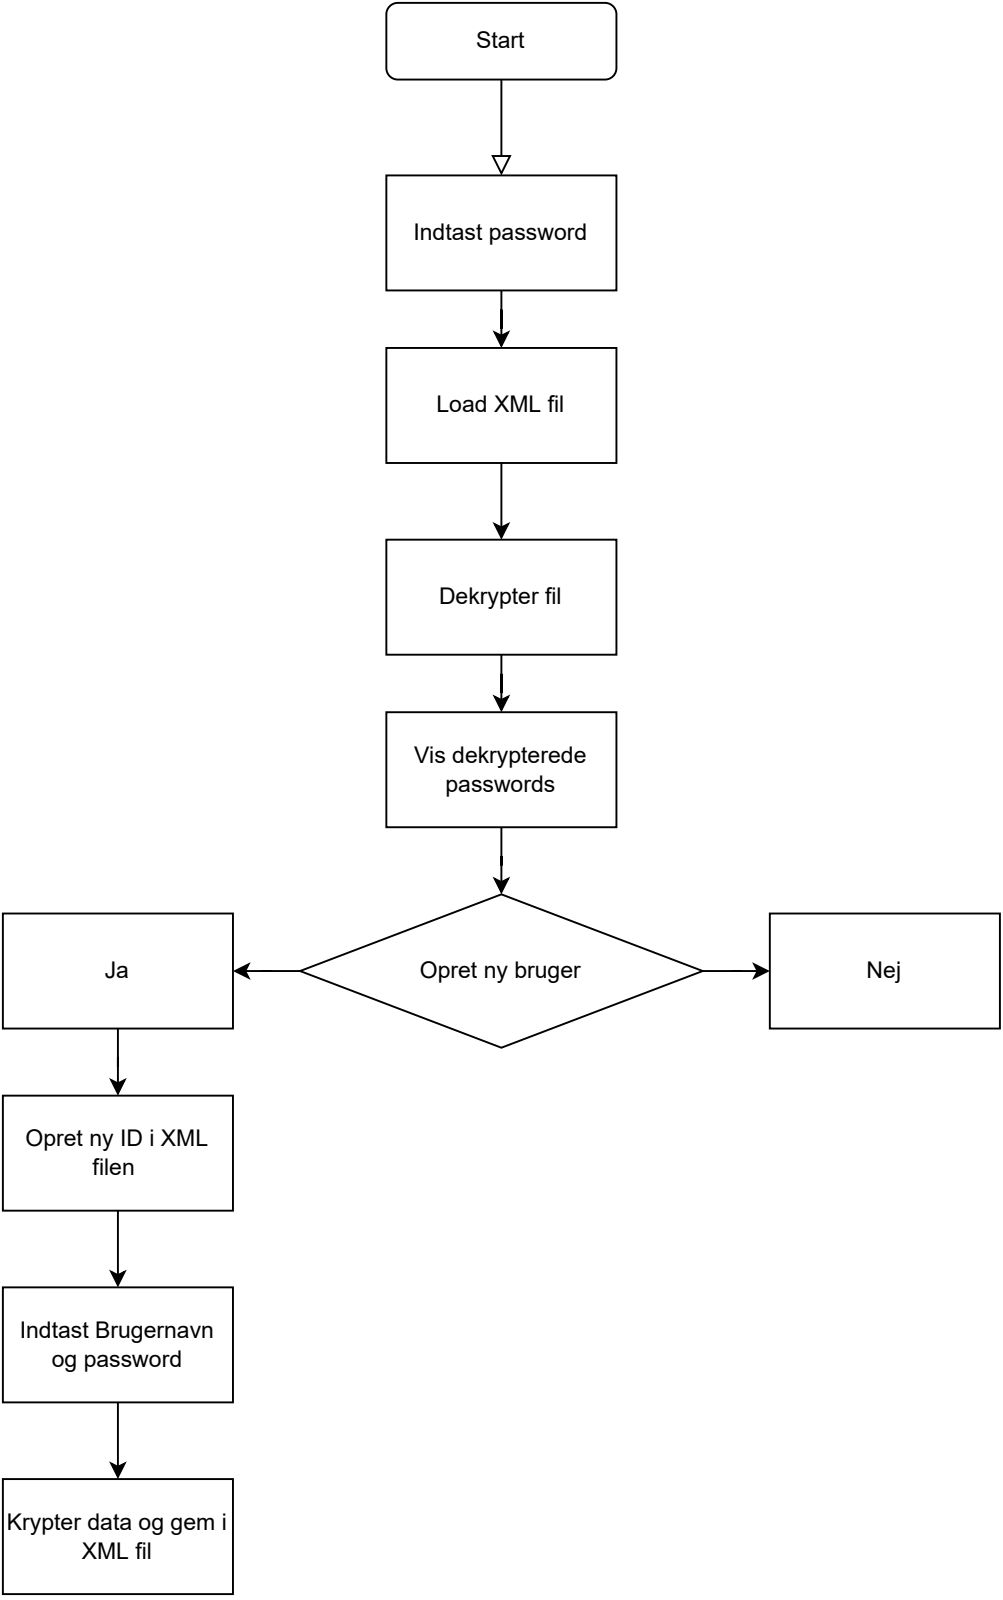 Start
Indtast password
Load XML fil
Dekrypter fil
Vis dekrypterede
passwords
Ja
Opret ny bruger
Nej
Opret ny ID i XML
filen
Indtast Brugernavn
og password
Krypter data og gem i
XML fil